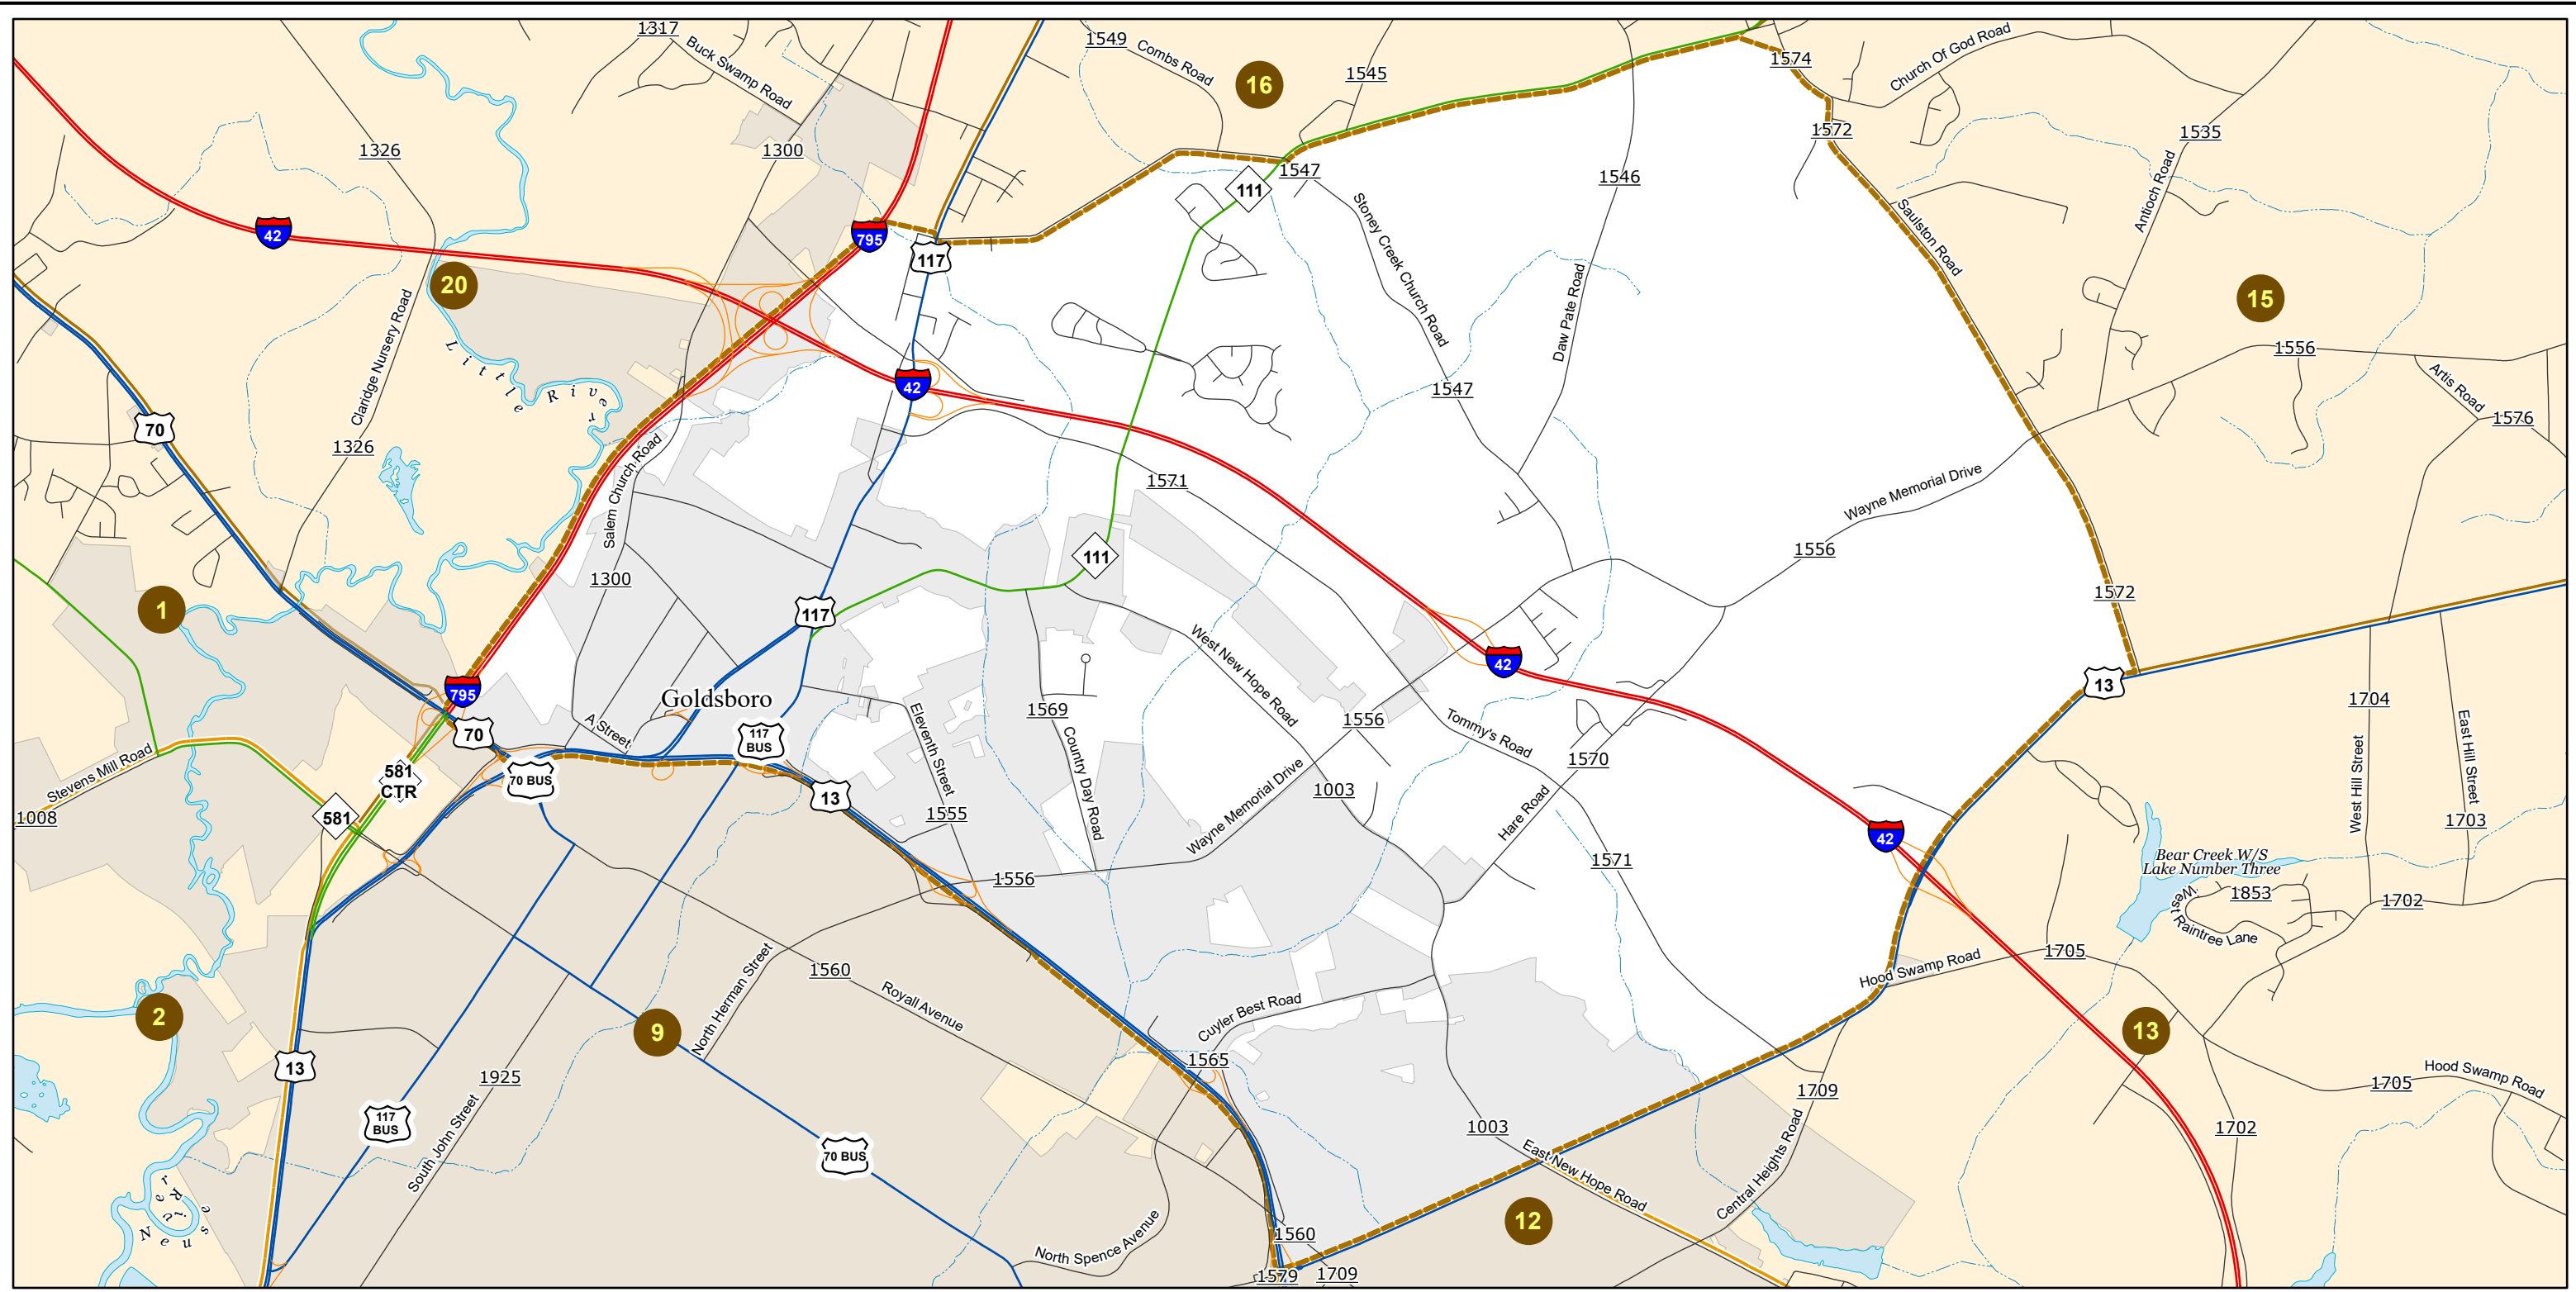 1317
Buck Swamp Road
1549
Combs Road
16
1545
1574
Church Of God Road
1326
1300
1572
1535
Antioch Road
1547
111
42
795
117
1546
Stoney Creek Church Road
Saulston Road
20
15
Daw Pate Road
Claridge Nursery Road
Little River
42
1547
1556
Artis Road
1576
70
1326
Salem Church Road
1571
Wayne Memorial Drive
111
1556
1300
1
117
1572
West New Hope Road
42
795
Goldsboro
13
1704
1569
1556
Tommy's Road
East Hill Street
A Street
Eleventh Street
70
117
BUS
Country Day Road
West Hill Street
1570
Stevens Mill Road
581
CTR
70 BUS
13
1003
Wayne Memorial Drive
Hare Road
1008
581
1555
1703
42
Bear Creek W/S
Lake Number Three
1571
1556
1853
1702
West Raintree Lane
1560
Hood Swamp Road
1705
North Herman Street
Royall Avenue
Cuyler Best Road
2
9
13
13
1565
1925
1709
Hood Swamp Road
1705
117
BUS
South John Street
1003
1702
70 BUS
East New Hope Road
Central Heights Road
Neuse River
12
North Spence Avenue
1560
1579
1709